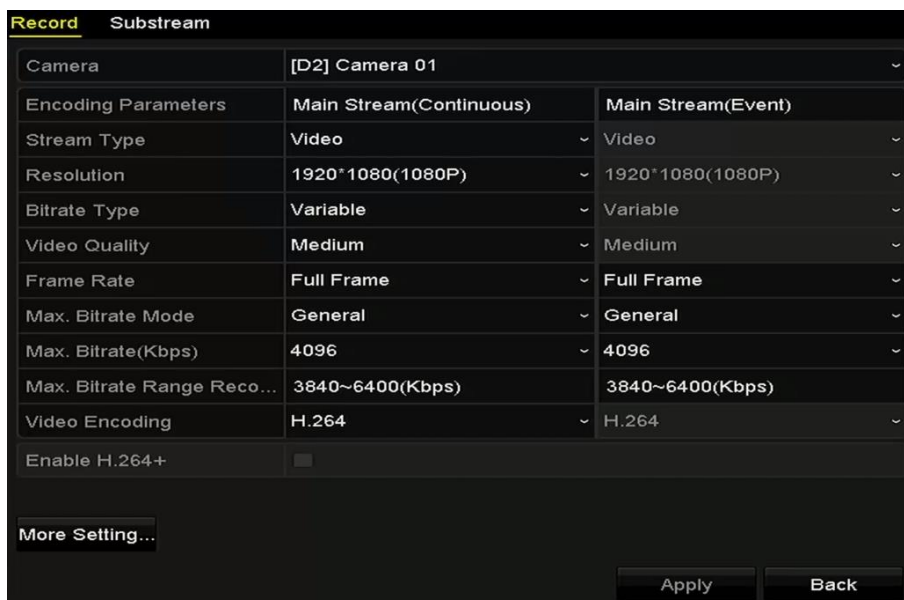 Record Substream
Camera [D2] Camera 01
Encoding Parameters Main Stream(Continuous) Main Stream(Event)
Stream Type Video Video
Resolution 1920*1080(1080P) 1920*1080(1080P)
Bitrate Type Variable Variable
Video Quality Medium Medium
Frame Rate Full Frame Full Frame
Max. Bitrate Mode General General
Max. Bitrate(Kbps) 4096 4096
Max. Bitrate Range Reco... 3840~6400(Kbps) 3840~6400(Kbps)
Video Encoding H.264 H.264
Enable H.264+
More Setting...
Apply Back